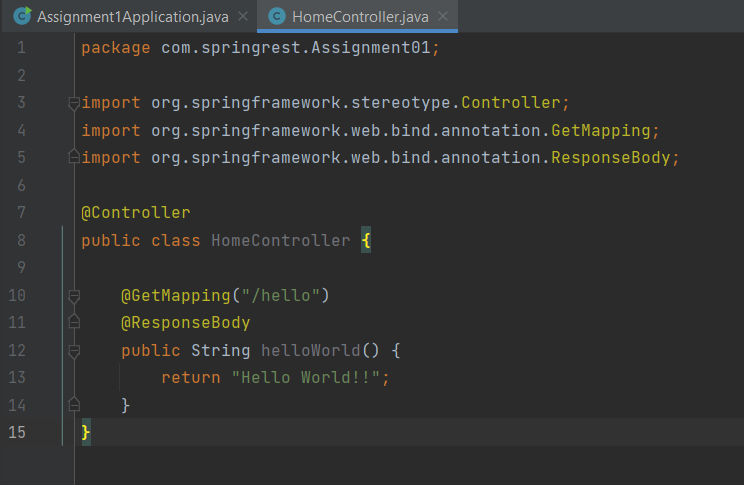 Assignment1Application.java HomeController.java
1 package com.springrest.Assignment01;
2
3 import org.springframework.stereotype.Controller;
4 import org.springframework.web.bind.annotation.GetMapping;
5 import org.springframework.web.bind.annotation.ResponseBody;
6
7 @Controller
8 public class HomeController {
9
10     @GetMapping("/hello")
11     @ResponseBody
12     public String helloWorld() {
13         return "Hello World!!";
14     }
15 }